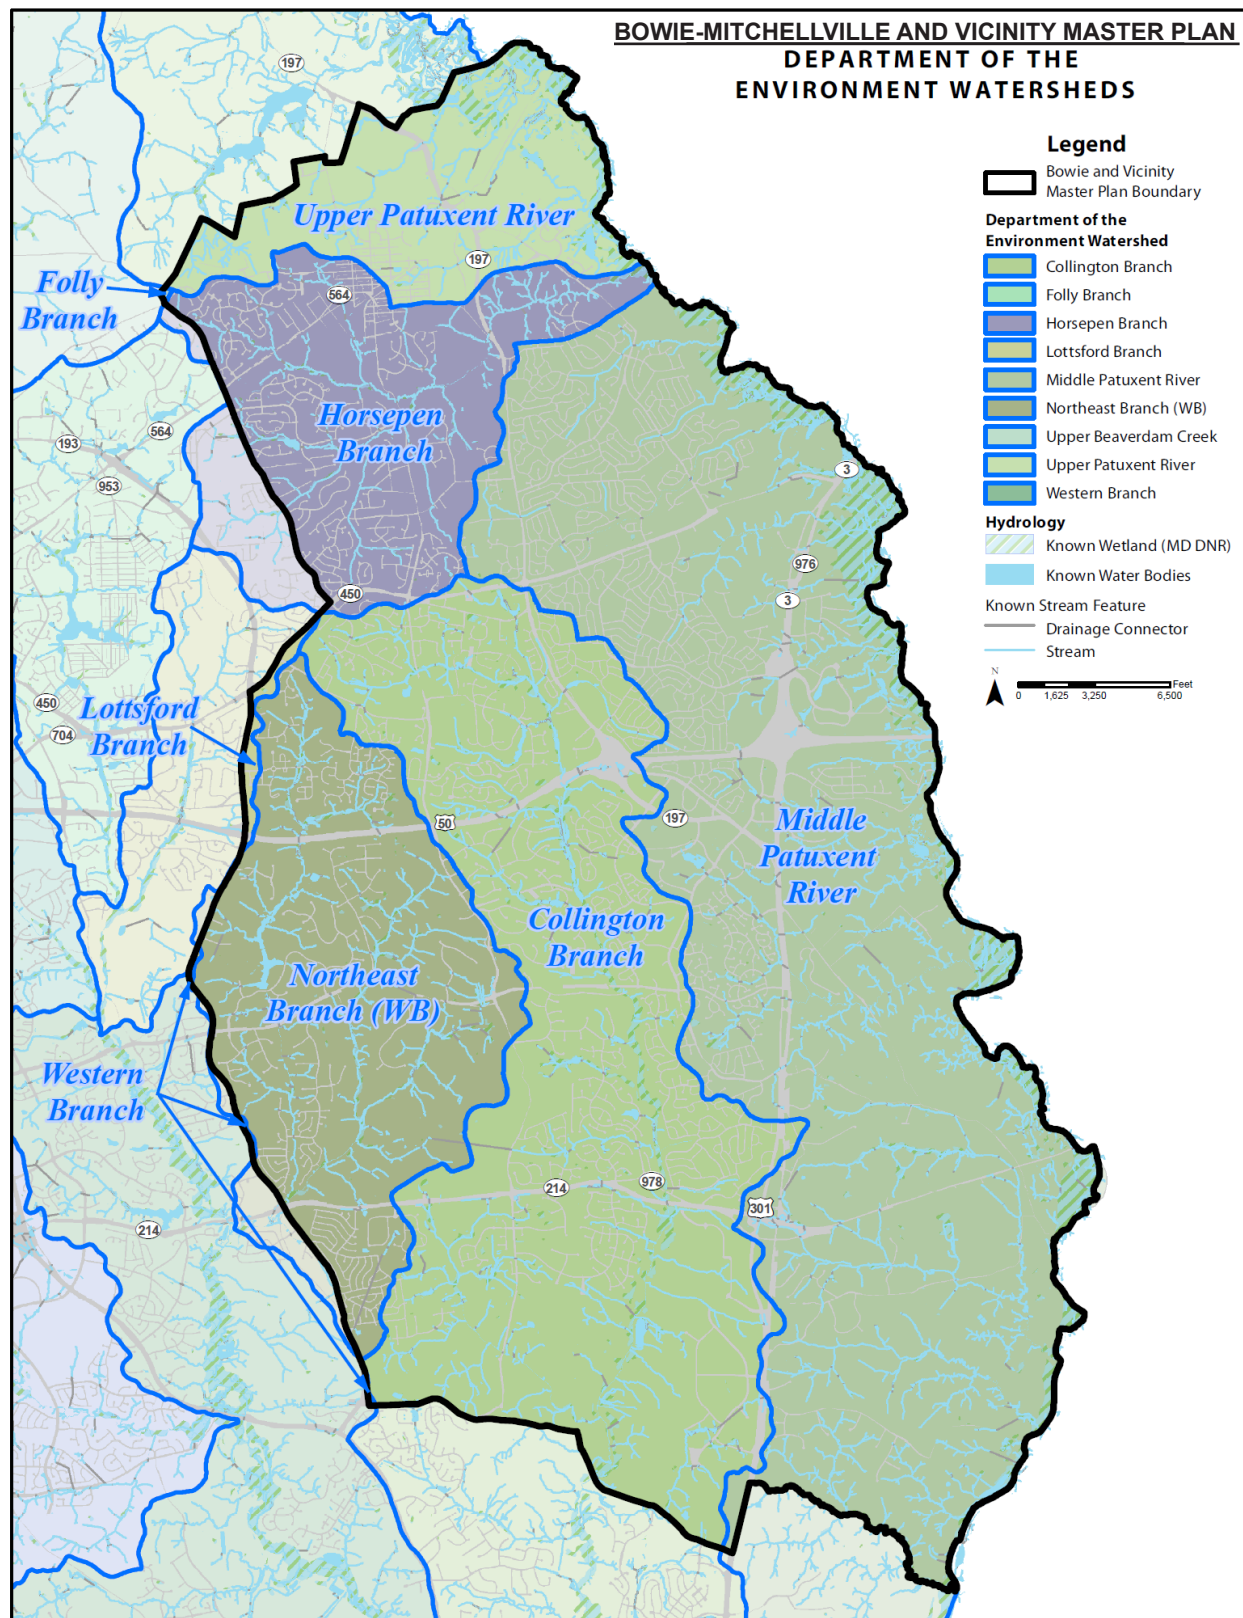 BOWIE-MITCHELLVILLE AND VICINITY MASTER PLAN
DEPARTMENT OF THE
ENVIRONMENT WATERSHEDS
Legend
Bowie and Vicinity
Master Plan Boundary
Department of the
Environment Watershed
Collington Branch
Folly Branch
Horsepen Branch
Lottsford Branch
Middle Patuxent River
Northeast Branch (WB)
Upper Beaverdam Creek
Upper Patuxent River
Western Branch
Hydrology
Known Wetland (MD DNR)
Known Water Bodies
Known Stream Feature
Drainage Connector
Stream
N
Feet
0 1,625 3,250 6,500
197
Upper Patuxent River
197
Folly
Branch
564
Horsepen
Branch
564
193
953
3
976
3
450
450
704
Lottsford
Branch
50
197
Middle
Patuxent
River
Collington
Branch
Northeast
Branch (WB)
Western
Branch
214
978
301
214